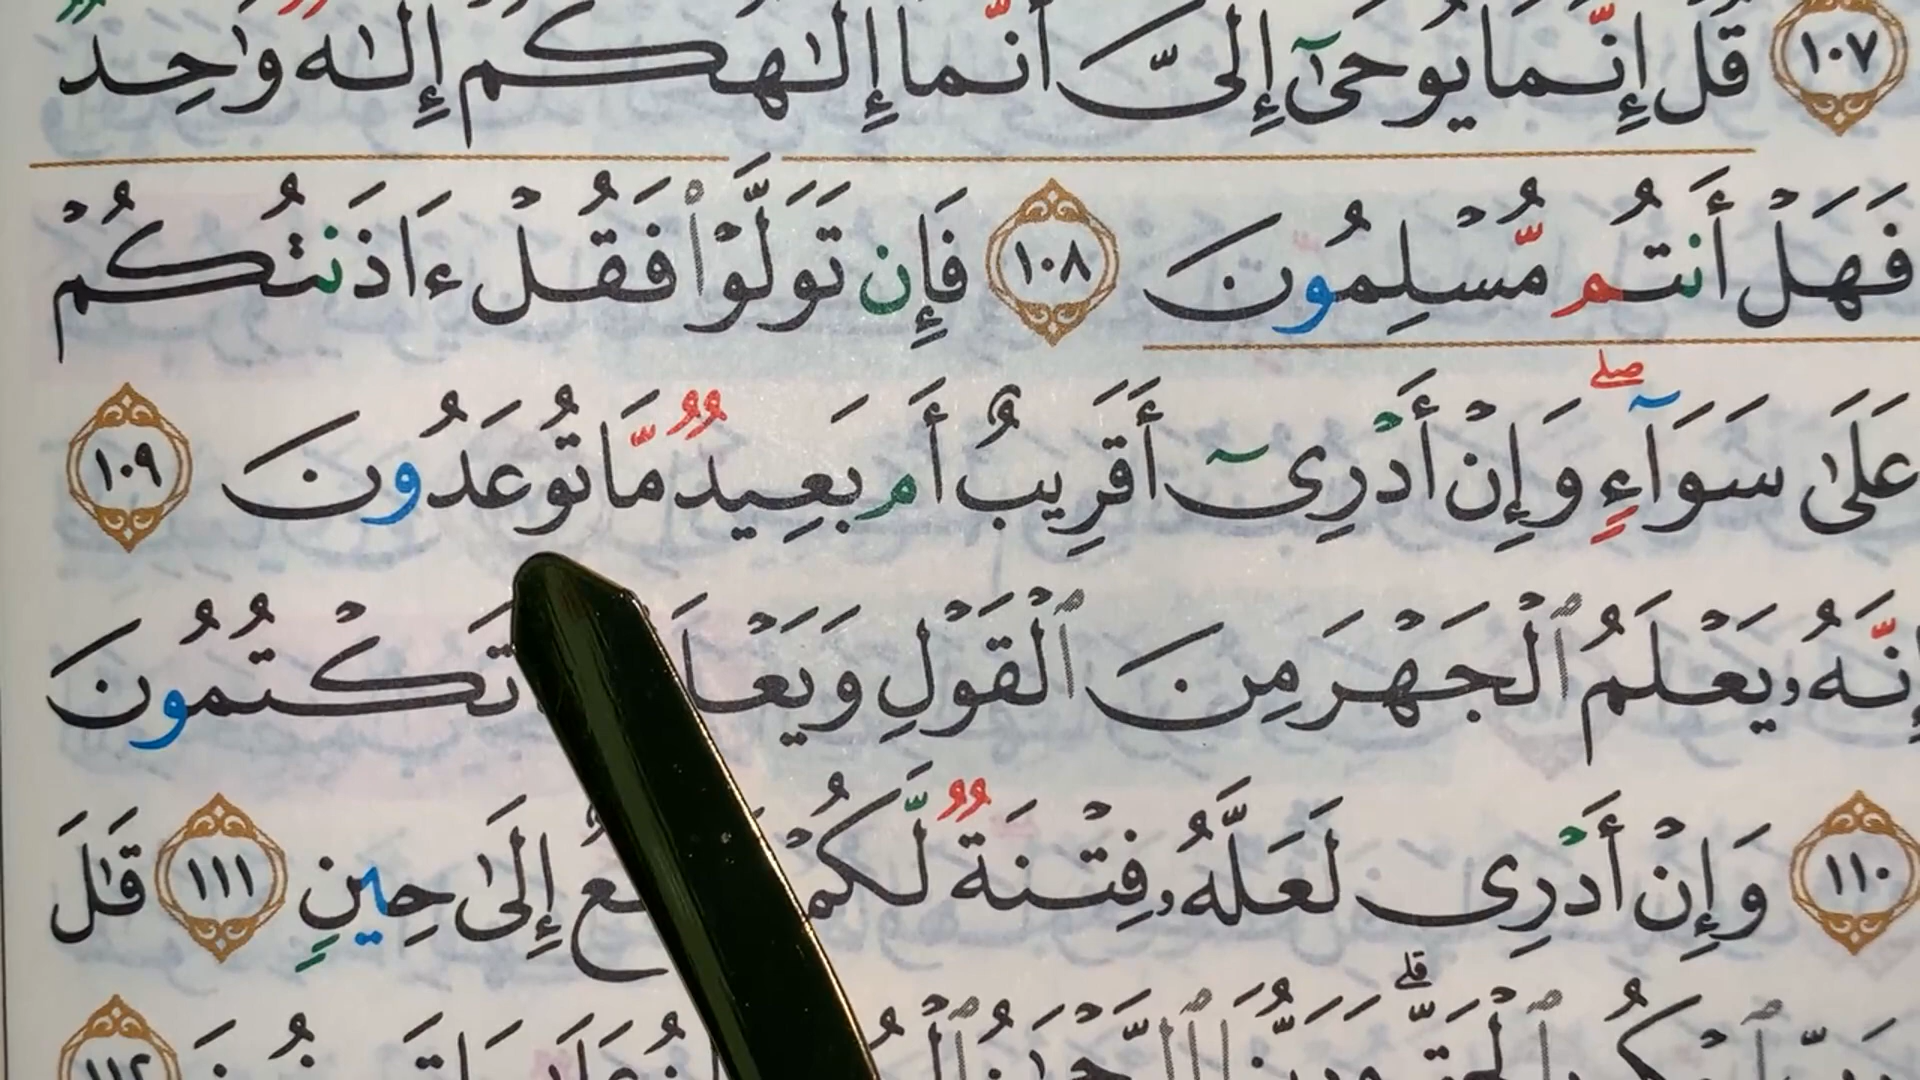 ١٠٧ قُلْ إِنَّمَا يُوحَىٰٓ إِلَىَّ أَنَّمَآ إِلَٰهُكُمْ إِلَٰهٌ وَٰحِدٌ
فَهَلْ أَنتُم مُّسْلِمُونَ ١٠٨ فَإِن تَوَلَّوْا۟ فَقُلْ ءَاذَنتُكُمْ
عَلَىٰ سَوَآءٍ ۖ وَإِنْ أَدْرِىٓ أَقَرِيبٌ أَم بَعِيدٌ مَّا تُوعَدُونَ ١٠٩
إِنَّهُۥ يَعْلَمُ ٱلْجَهْرَ مِنَ ٱلْقَوْلِ وَيَعْلَ تَكْتُمُونَ
١١٠ وَإِنْ أَدْرِى لَعَلَّهُۥ فِتْنَةٌ لَّكُمْ إِلَىٰ حِينٍ ١١١ قَٰلَ
١١٢